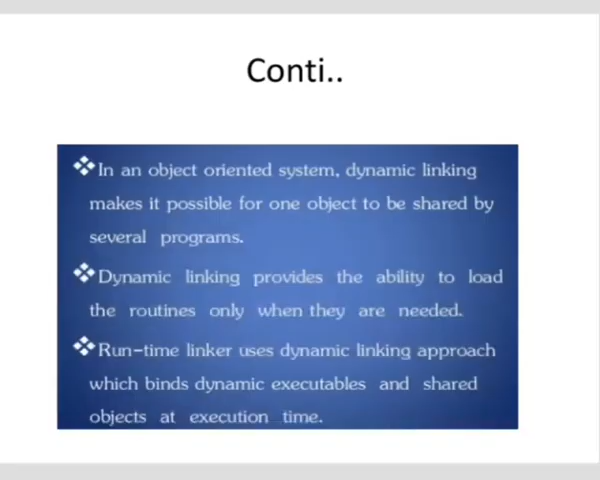 Conti..
❖In an object oriented system, dynamic linking
makes it possible for one object to be shared by
several programs.
❖Dynamic linking provides the ability to load
the routines only when they are needed.
❖Run-time linker uses dynamic linking approach
which binds dynamic executables and shared
objects at execution time.